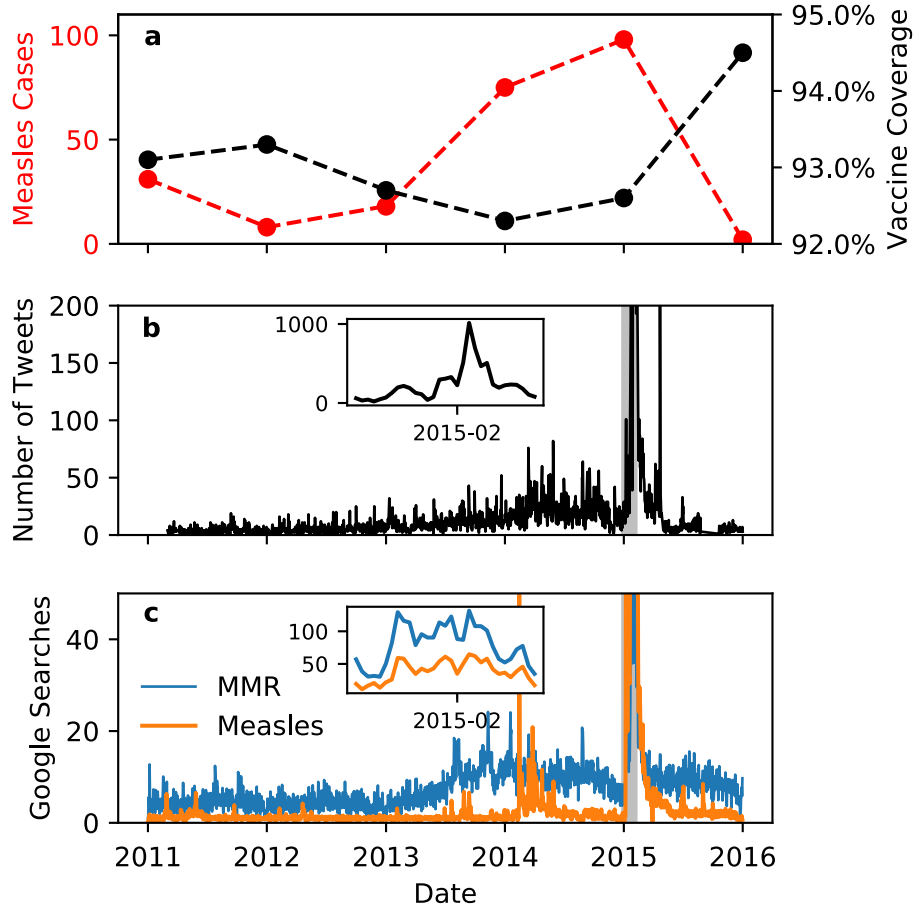 a
Measles Cases
100
50
0
95.0%
94.0%
93.0%
92.0%
Vaccine Coverage
b
Number of Tweets
200
150
100
50
0
1000
0
2015-02
c
Google Searches
40
20
0
100
50
2015-02
MMR
Measles
2011 2012 2013 2014 2015 2016
Date